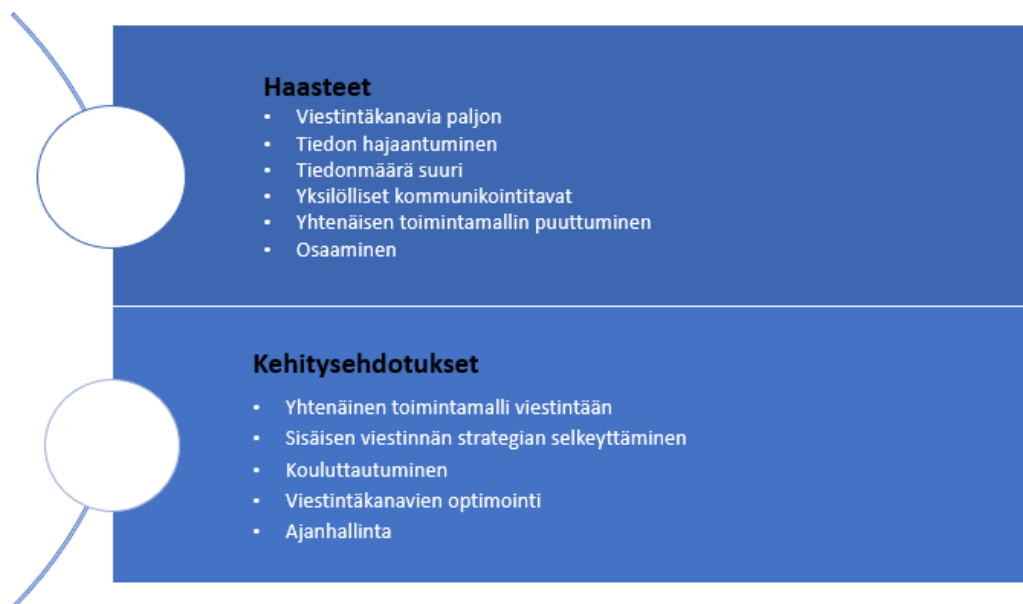 Haasteet
• Viestintäkanavia paljon
• Tiedon hajaantuminen
• Tiedonmäärä suuri
• Yksilölliset kommunikointitavat
• Yhtenäisen toimintamallin puuttuminen
• Osaaminen
Kehitysehdotukset
• Yhtenäinen toimintamalli viestintään
• Sisäisen viestinnän strategian selkeyttäminen
• Kouluttautuminen
• Viestintäkanavien optimointi
• Ajanhallinta